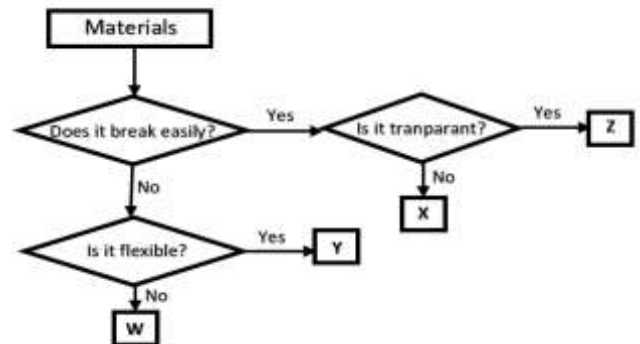 Materials
Does it break easily?
Yes
Is it tranparant?
Yes
Z
No
No
X
Is it flexible?
Yes
Y
No
W